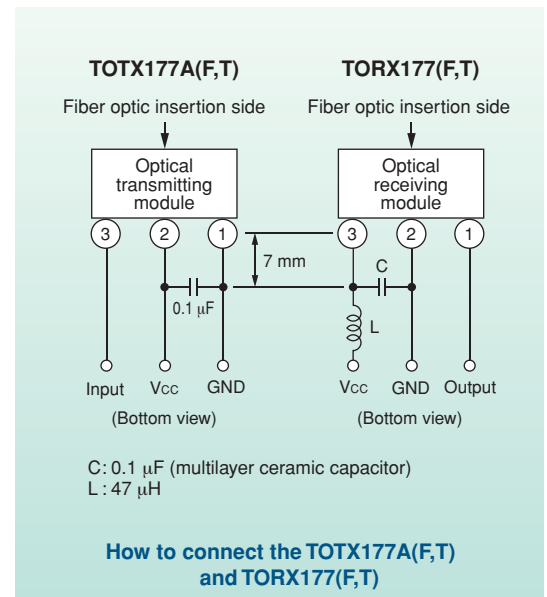 TOTX177A(F,T)
Fiber optic insertion side
Optical
transmitting
module
3 2 1
0.1 µF
Input Vcc GND
(Bottom view)
7 mm
TORX177(F,T)
Fiber optic insertion side
Optical
receiving
module
3 2 1
C
L
Vcc GND Output
(Bottom view)
C: 0.1 µF (multilayer ceramic capacitor)
L : 47 µH
How to connect the TOTX177A(F,T)
and TORX177(F,T)